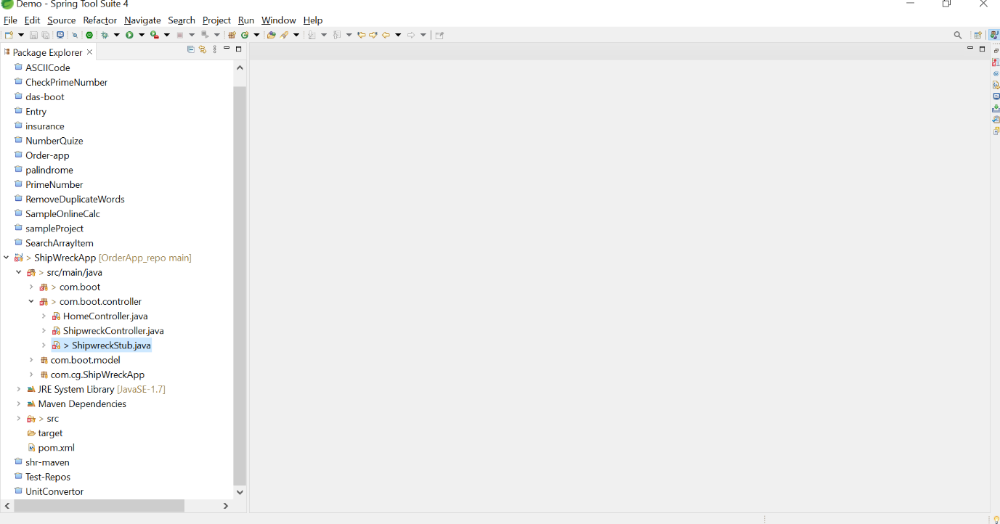 Demo - Spring Tool Suite 4
File Edit Source Refactor Navigate Search Project Run Window Help
Package Explorer
ASCIICode
CheckPrimeNumber
das-boot
Entry
insurance
NumberQuize
Order-app
palindrome
PrimeNumber
RemoveDuplicateWords
SampleOnlineCalc
sampleProject
SearchArrayItem
> ShipWreckApp [OrderApp_repo main]
> src/main/java
> com.boot
> com.boot.controller
HomeController.java
ShipwreckController.java
> ShipwreckStub.java
com.boot.model
com.cg.ShipWreckApp
JRE System Library [JavaSE-1.7]
Maven Dependencies
> src
target
pom.xml
shr-maven
Test-Repos
UnitConvertor